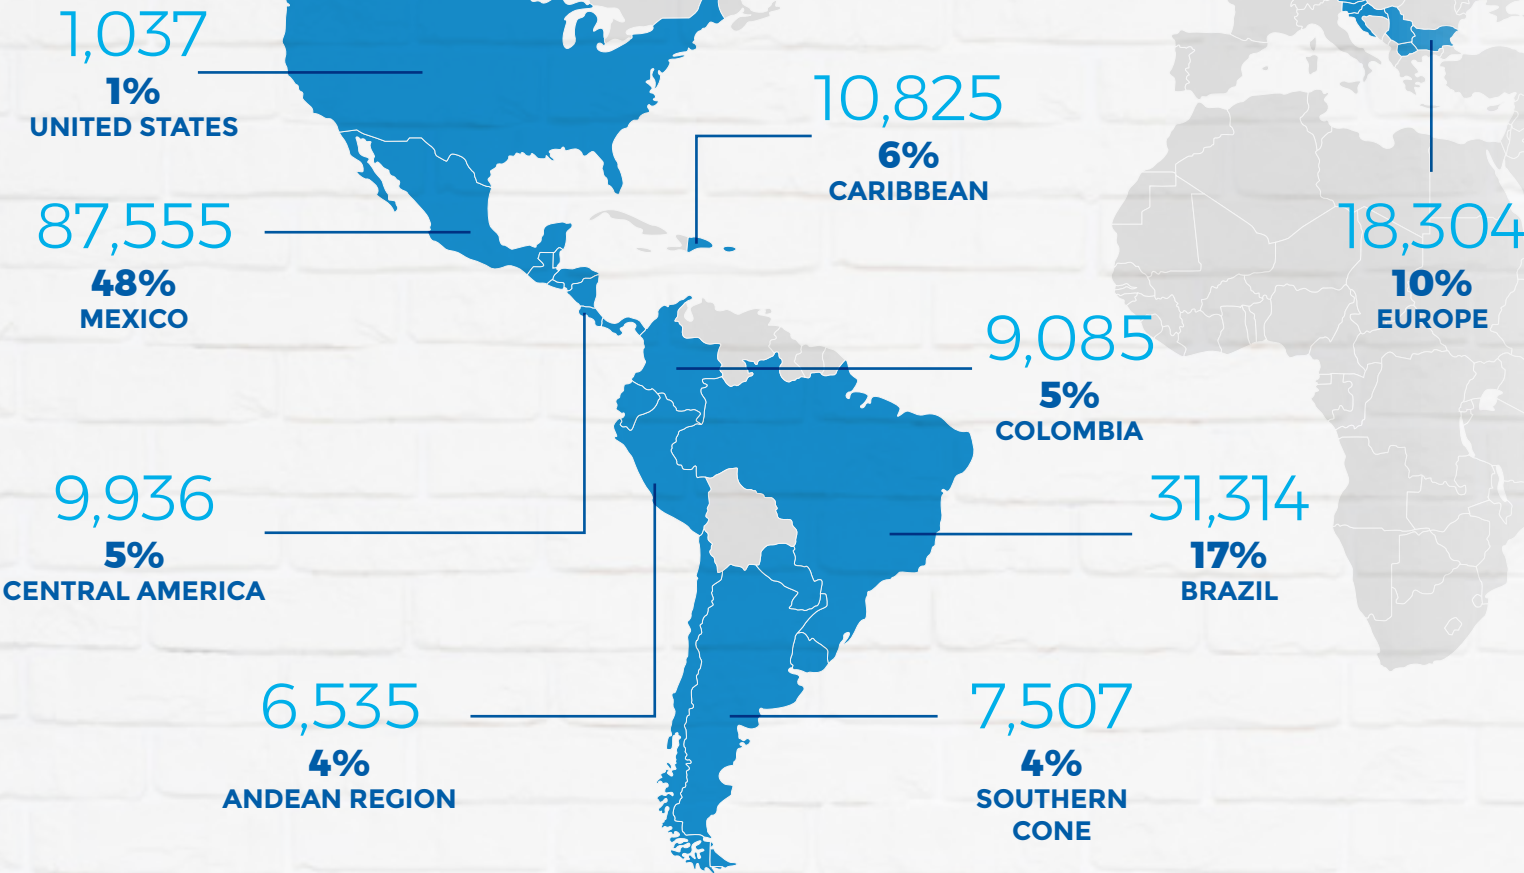 1,037
1%
UNITED STATES
10,825
6%
CARIBBEAN
87,555
48%
MEXICO
18,304
10%
EUROPE
9,085
5%
COLOMBIA
9,936
5%
CENTRAL AMERICA
31,314
17%
BRAZIL
6,535
4%
ANDEAN REGION
7,507
4%
SOUTHERN
CONE